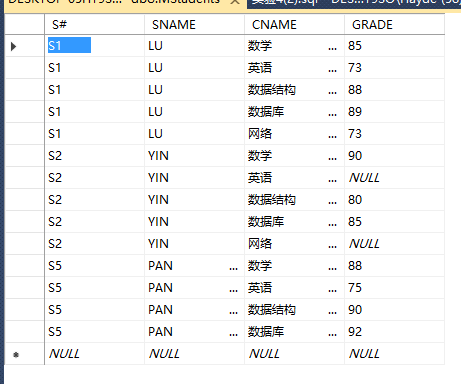 S# SNAME CNAME GRADE
S1 LU 数学 ... 85
S1 LU 英语 ... 73
S1 LU 数据结构 ... 88
S1 LU 数据库 ... 89
S1 LU 网络 ... 73
S2 YIN 数学 ... 90
S2 YIN 英语 ... NULL
S2 YIN 数据结构 ... 80
S2 YIN 数据库 ... 85
S2 YIN 网络 ... NULL
S5 PAN ... 数学 ... 88
S5 PAN ... 英语 ... 75
S5 PAN ... 数据结构 ... 90
S5 PAN ... 数据库 ... 92
NULL NULL NULL NULL